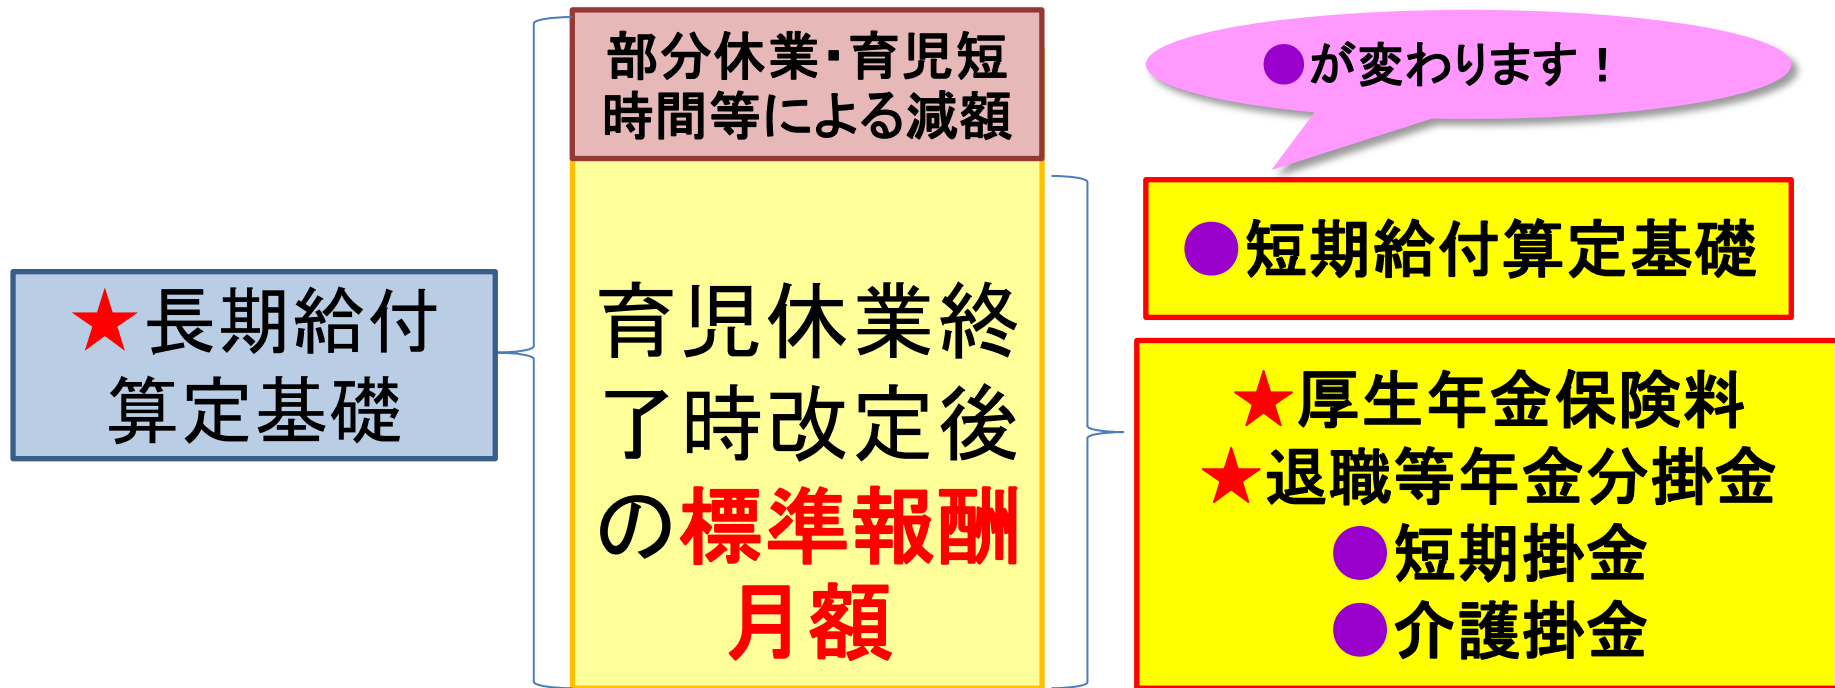 部分休業・育児短
時間等による減額
●が変わります！
●短期給付算定基礎
★長期給付
算定基礎
育児休業終
了時改定後
の標準報酬
月額
★厚生年金保険料
★退職等年金分掛金
●短期掛金
●介護掛金